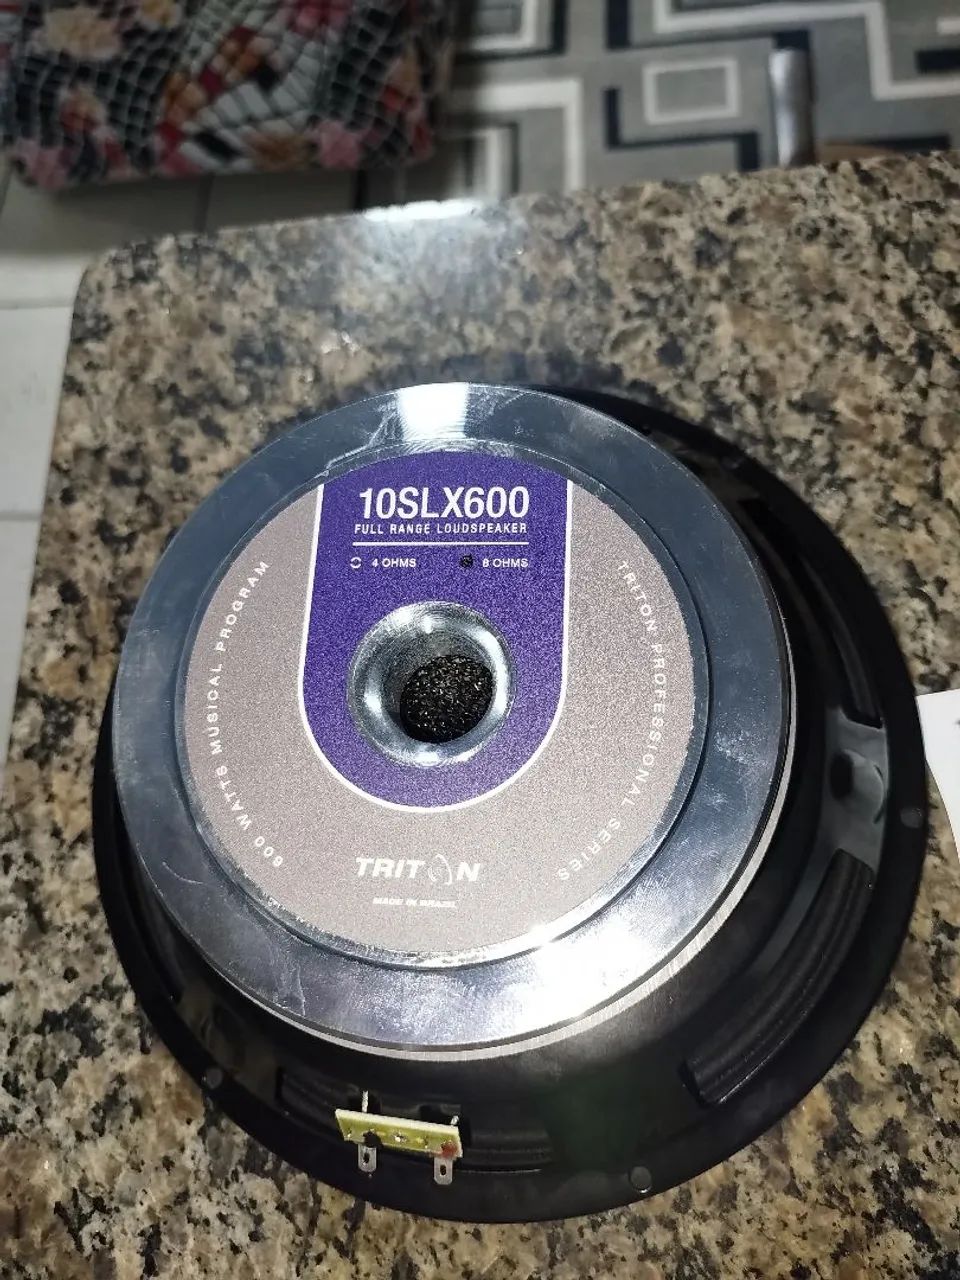 10SLX600
FULL RANGE LOUDSPEAKER
4 OHMS 8 OHMS
600 WATTS MUSICAL PROGRAM
TRITON PROFESSIONAL SERIES
TRITON
MADE IN BRAZIL